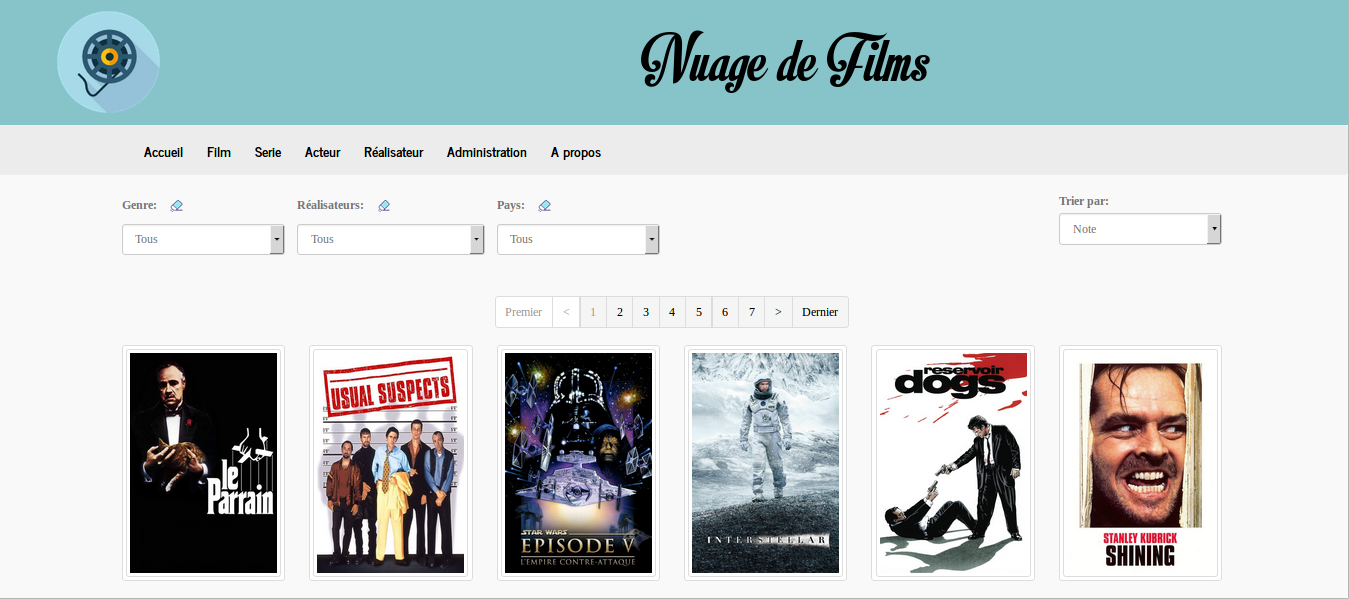 Nuage de Films
Accueil Film Serie Acteur Réalisateur Administration A propos
Genre: Réalisateurs: Pays: Trier par:
Tous Tous Tous Note
Premier < 1 2 3 4 5 6 7 > Dernier
le
Parrain
USUAL SUSPECTS
STAR WARS
EPISODE V
L'EMPIRE CONTRE-ATTAQUE
INTERSTELLAR
reservoir
dogs
STANLEY KUBRICK
SHINING